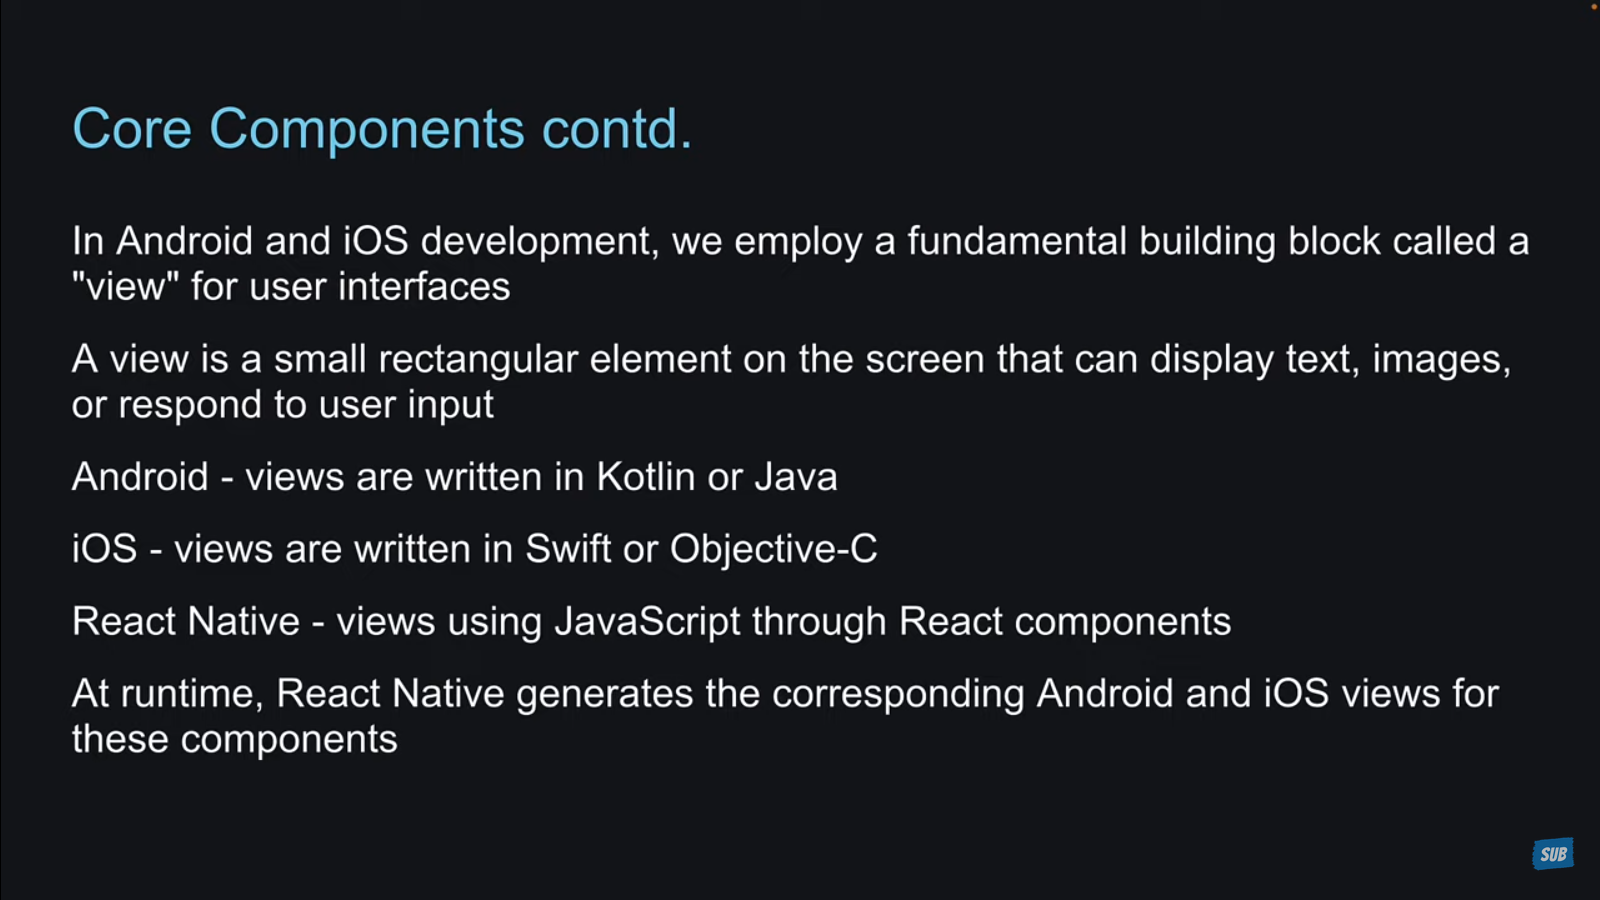 Core Components contd.
In Android and iOS development, we employ a fundamental building block called a
"view" for user interfaces
A view is a small rectangular element on the screen that can display text, images,
or respond to user input
Android - views are written in Kotlin or Java
iOS - views are written in Swift or Objective-C
React Native - views using JavaScript through React components
At runtime, React Native generates the corresponding Android and iOS views for
these components
SUB